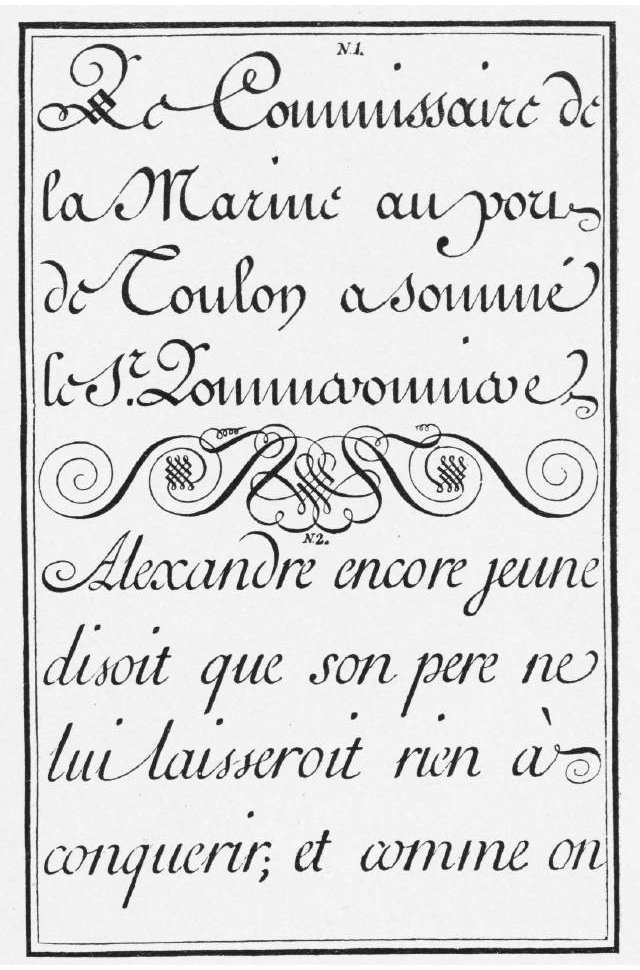 N.1.
Le Commissaire de
la Marine au port
de Toulon a sommé
le Sr.
N.2.
Alexandre encore jeune
disoit que son pere ne
lui laisseroit rien à
conquerir; et comme on